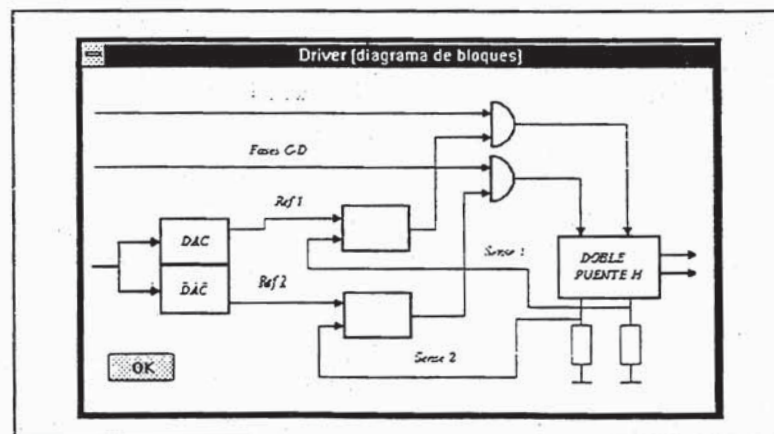 Driver (diagrama de bloques)
Fases C-D
Ref 1
DAC
Sense 1
DOBLE
PUENTE H
DAC
Ref 2
Sense 2
OK